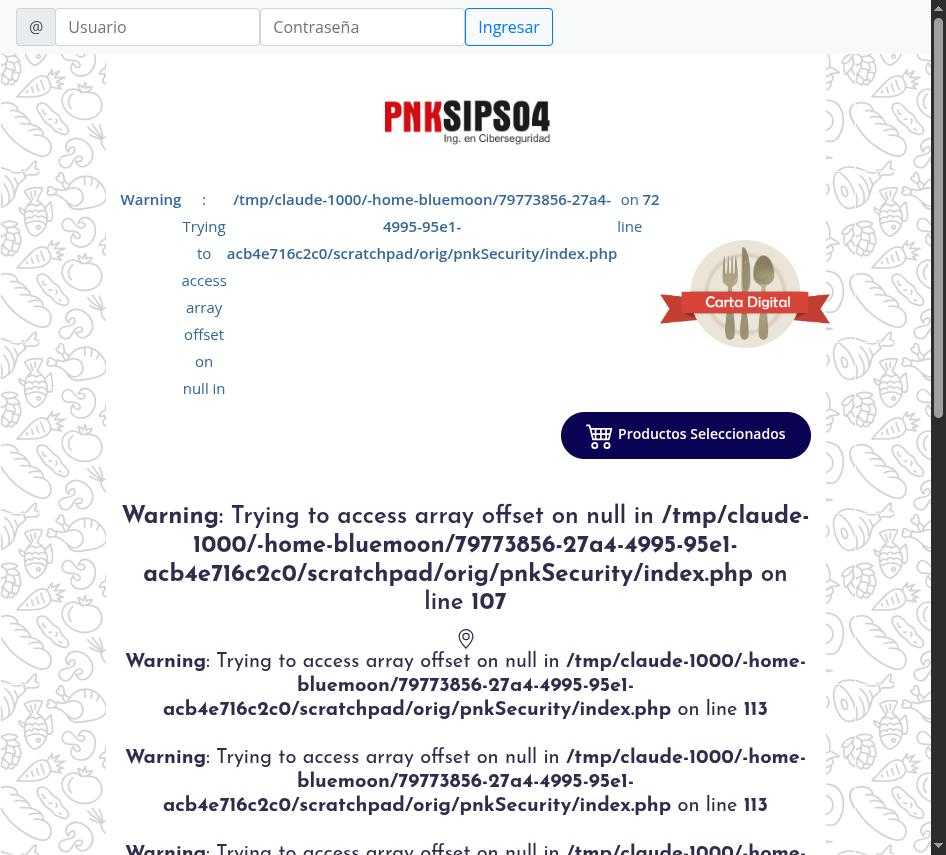 @ Usuario Contraseña Ingresar
PNKSIPS04
Ing. en Ciberseguridad
Warning : /tmp/claude-1000/-home-bluemoon/79773856-27a4- on 72
Trying 4995-95e1- line
to acb4e716c2c0/scratchpad/orig/pnkSecurity/index.php
access
array
offset
on
null in
Carta Digital
Productos Seleccionados
Warning: Trying to access array offset on null in /tmp/claude-
1000/-home-bluemoon/79773856-27a4-4995-95e1-
acb4e716c2c0/scratchpad/orig/pnkSecurity/index.php on
line 107
Warning: Trying to access array offset on null in /tmp/claude-1000/-home-
bluemoon/79773856-27a4-4995-95e1-
acb4e716c2c0/scratchpad/orig/pnkSecurity/index.php on line 113
Warning: Trying to access array offset on null in /tmp/claude-1000/-home-
bluemoon/79773856-27a4-4995-95e1-
acb4e716c2c0/scratchpad/orig/pnkSecurity/index.php on line 113
Warning: Trying to access array offset on null in /tmp/claude-1000/-home-